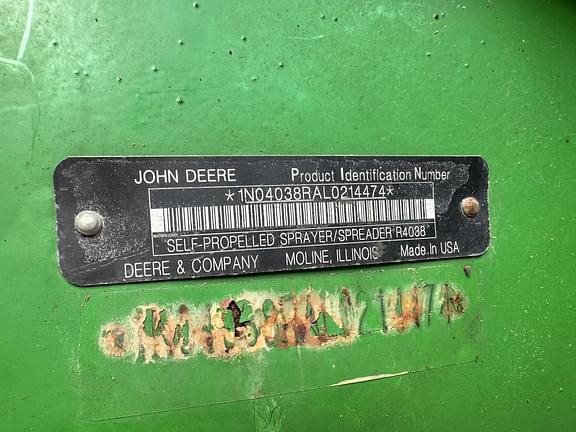 JOHN DEERE Product Identification Number
*1N04038RAL0214474*
SELF-PROPELLED SPRAYER/SPREADER R4038
DEERE & COMPANY MOLINE, ILLINOIS Made In USA